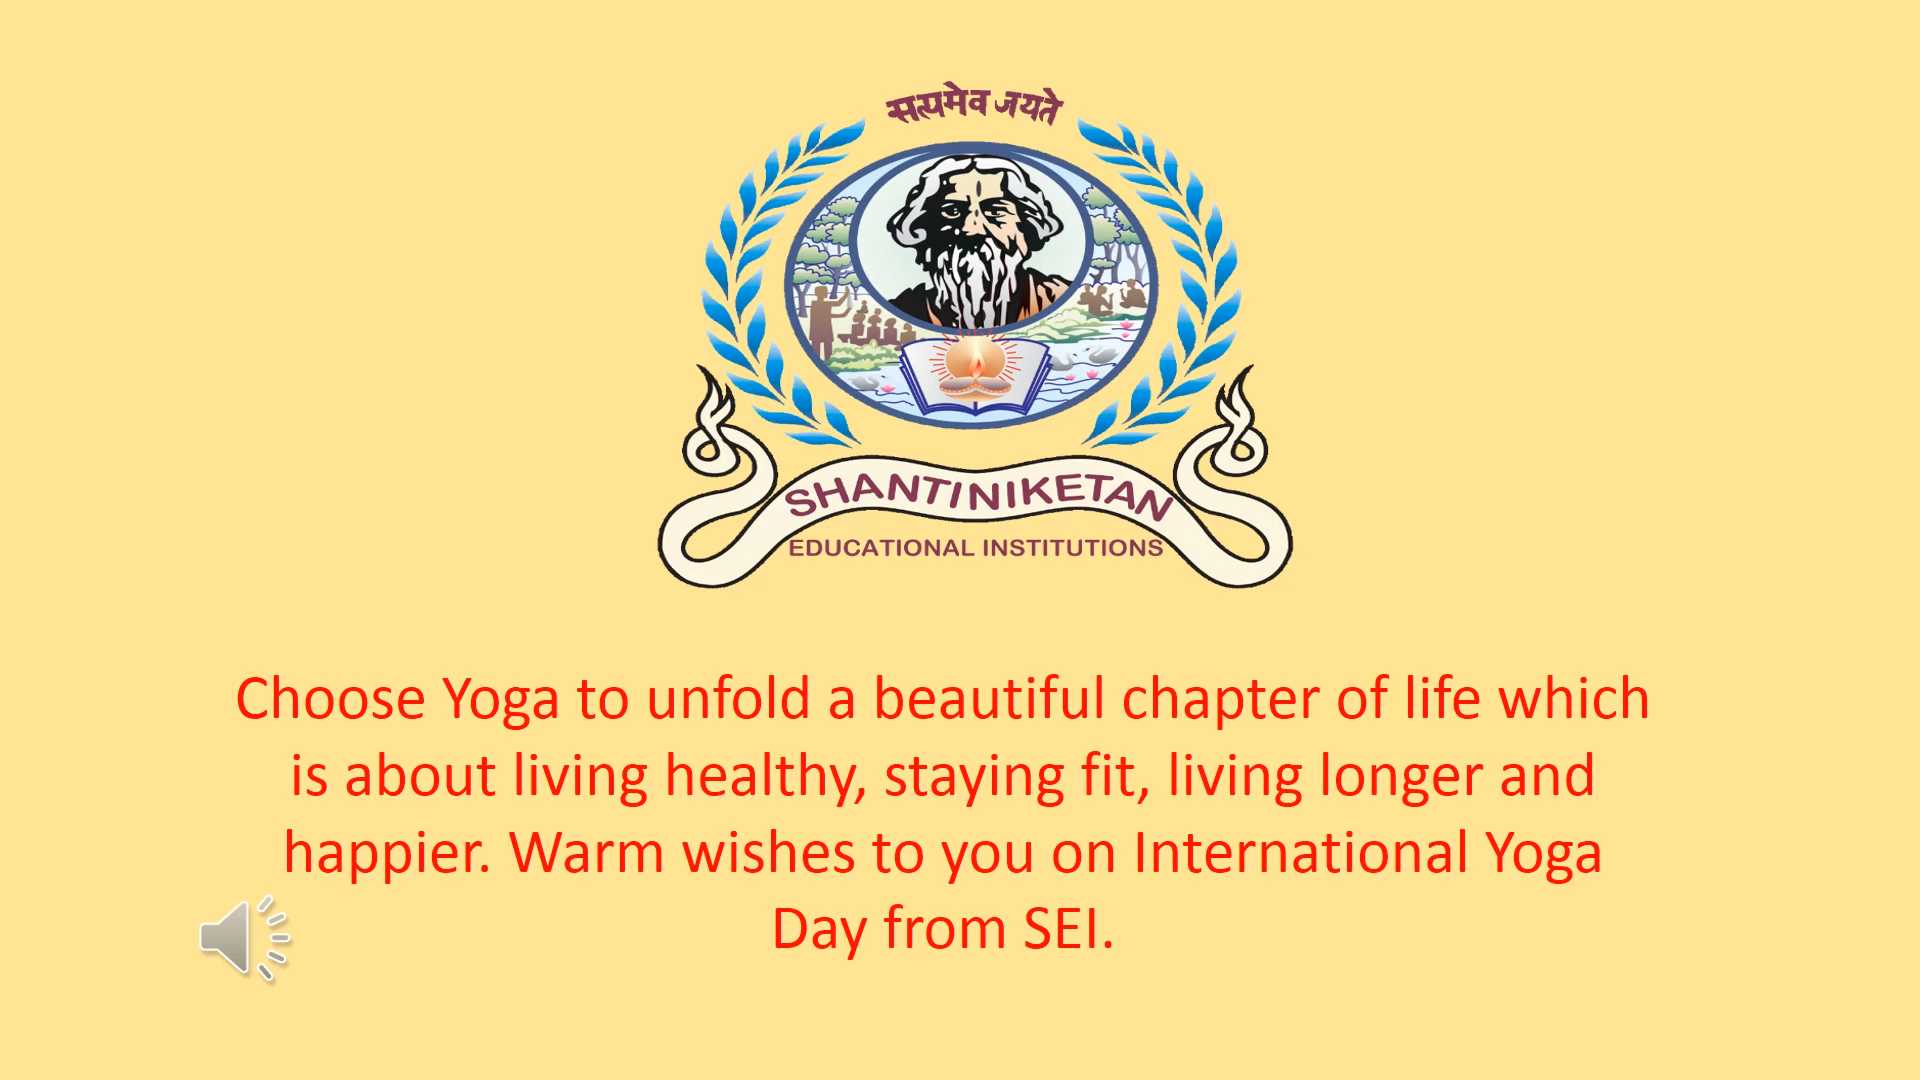 सत्यमेव जयते
SHANTINIKETAN
EDUCATIONAL INSTITUTIONS
Choose Yoga to unfold a beautiful chapter of life which
is about living healthy, staying fit, living longer and
happier. Warm wishes to you on International Yoga
Day from SEI.